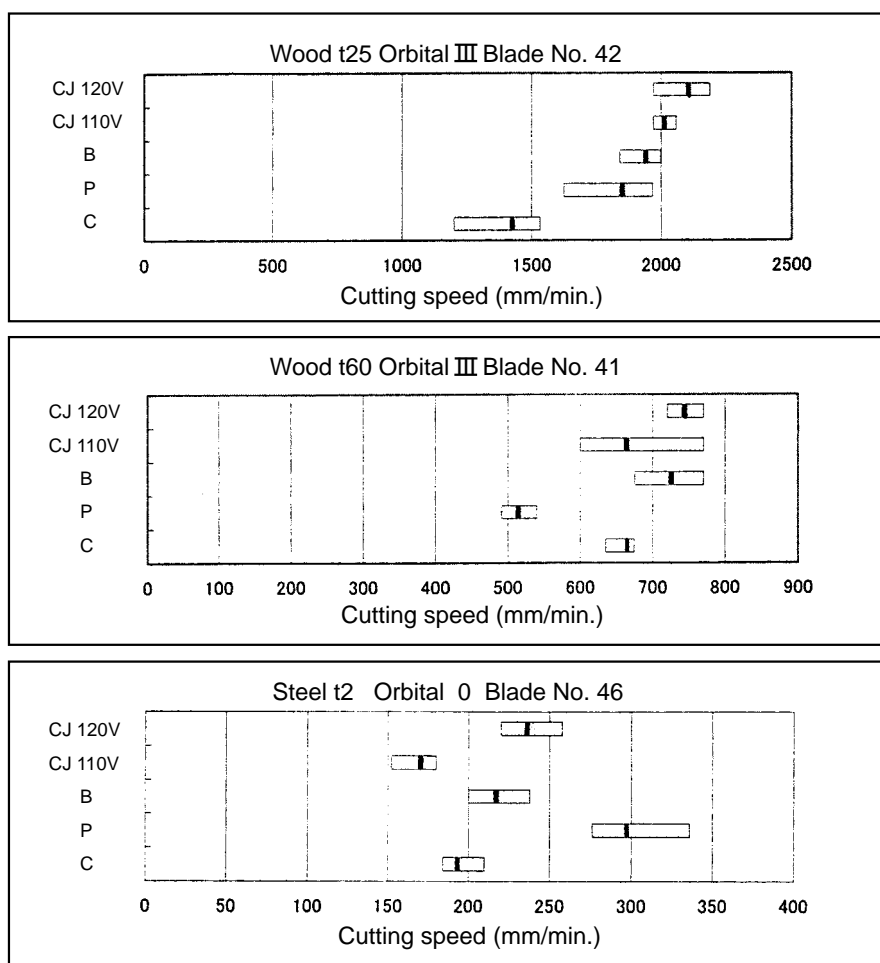 Wood t25 Orbital III Blade No. 42
CJ 120V
CJ 110V
B
P
C
0 500 1000 1500 2000 2500
Cutting speed (mm/min.)
Wood t60 Orbital III Blade No. 41
CJ 120V
CJ 110V
B
P
C
0 100 200 300 400 500 600 700 800 900
Cutting speed (mm/min.)
Steel t2 Orbital 0 Blade No. 46
CJ 120V
CJ 110V
B
P
C
0 50 100 150 200 250 300 350 400
Cutting speed (mm/min.)